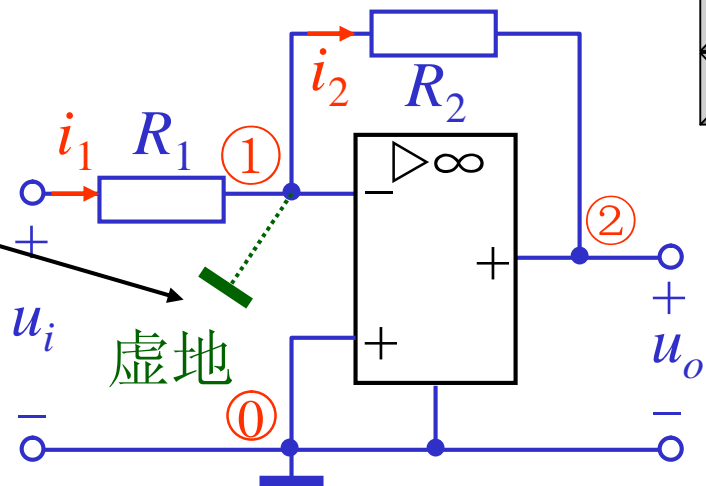 i₂
R₂
i₁
R₁
①
▷∞
−
②
+
+
+
uᵢ
虚地
+
uₒ
⓪
−
−